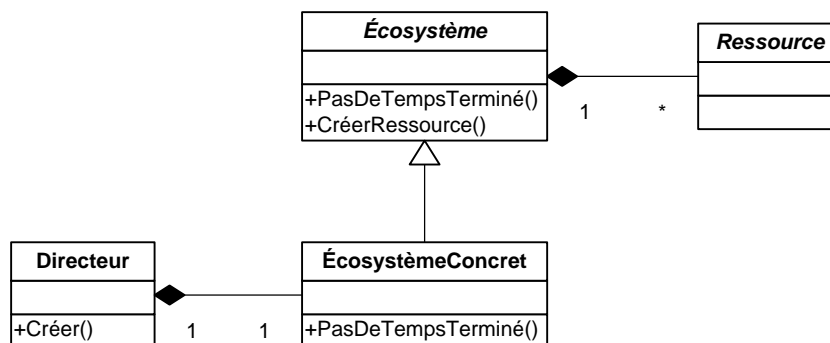 Écosystème
+PasDeTempsTerminé()
+CréerRessource()
Ressource
1
*
Directeur
+Créer()
1
1
ÉcosystèmeConcret
+PasDeTempsTerminé()